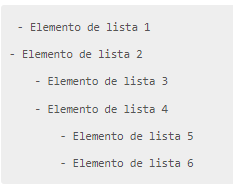 - Elemento de lista 1
- Elemento de lista 2
- Elemento de lista 3
- Elemento de lista 4
- Elemento de lista 5
- Elemento de lista 6